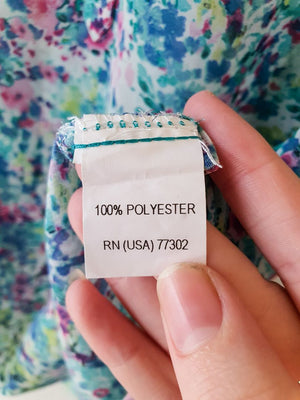 100% POLYESTER
RN (USA) 77302